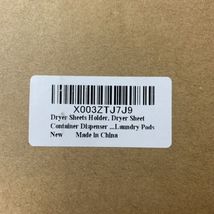 X003ZTJ7J9
Dryer Sheets Holder, Dryer Sheet
Container Dispenser ...Laundry Pods
New Made in China